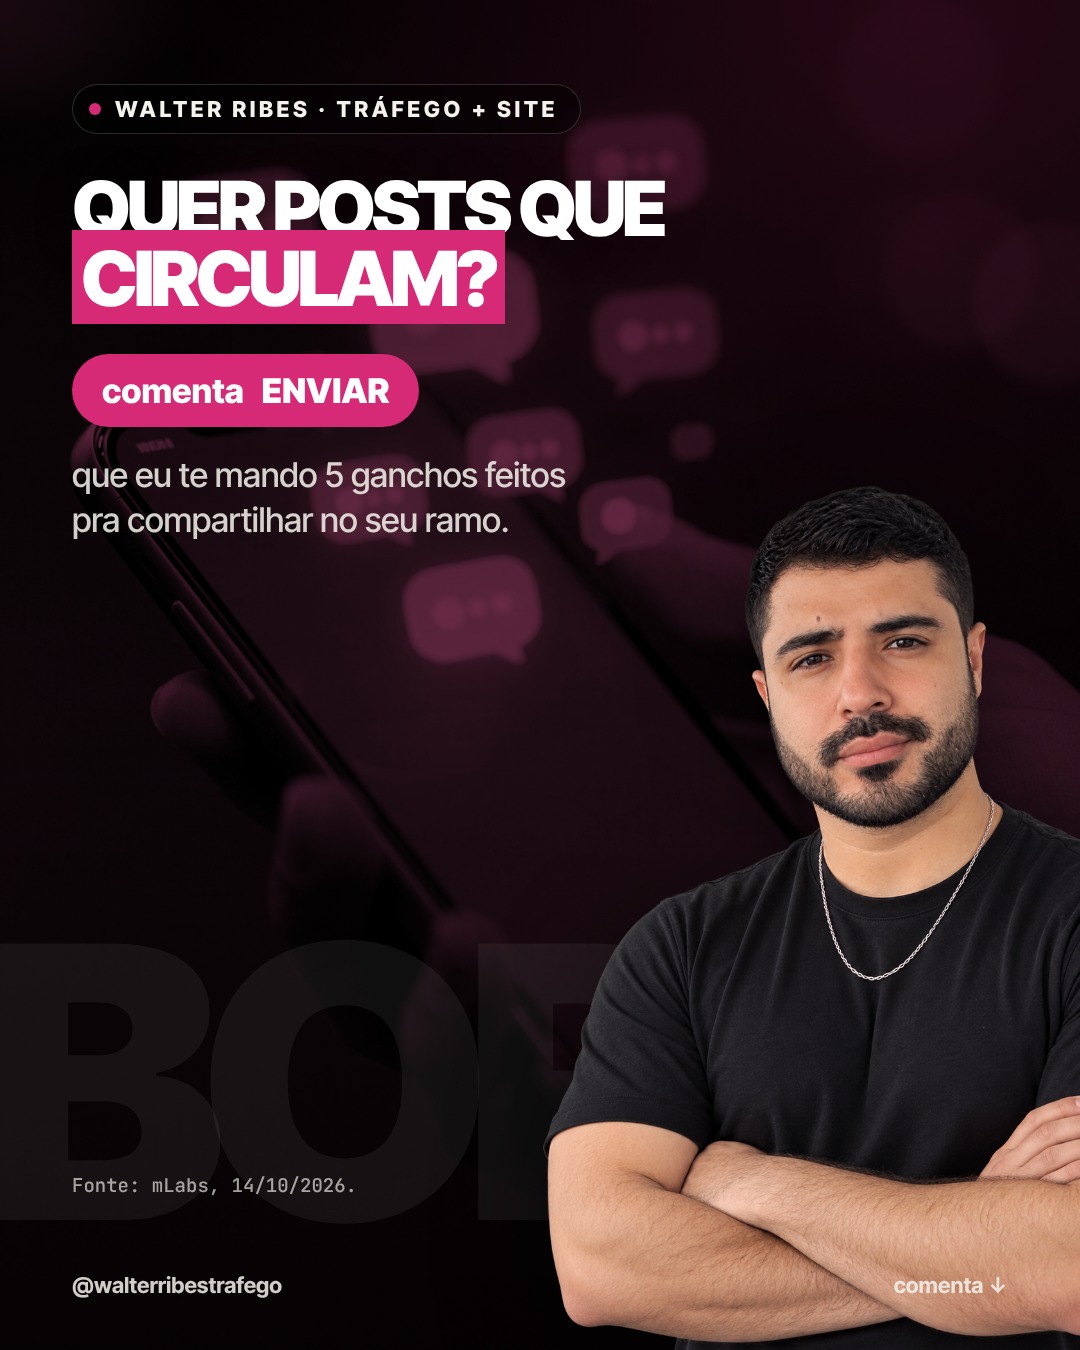 WALTER RIBES · TRÁFEGO + SITE
QUER POSTS QUE
CIRCULAM?
comenta ENVIAR
que eu te mando 5 ganchos feitos
pra compartilhar no seu ramo.
BO
Fonte: mLabs, 14/10/2026.
@walterribestrafego
comenta ↓